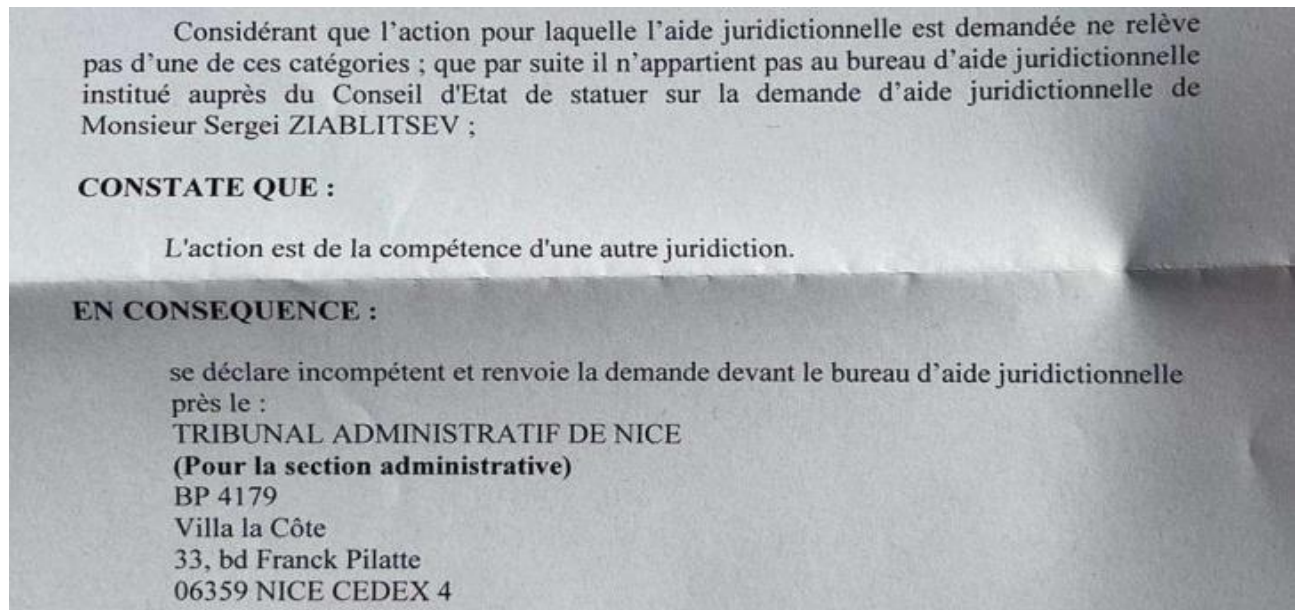 Considérant que l’action pour laquelle l’aide juridictionnelle est demandée ne relève
pas d’une de ces catégories ; que par suite il n’appartient pas au bureau d’aide juridictionnelle
institué auprès du Conseil d'Etat de statuer sur la demande d’aide juridictionnelle de
Monsieur Sergei ZIABLITSEV ;
CONSTATE QUE :
L'action est de la compétence d'une autre juridiction.
EN CONSEQUENCE :
se déclare incompétent et renvoie la demande devant le bureau d’aide juridictionnelle
près le :
TRIBUNAL ADMINISTRATIF DE NICE
(Pour la section administrative)
BP 4179
Villa la Côte
33, bd Franck Pilatte
06359 NICE CEDEX 4